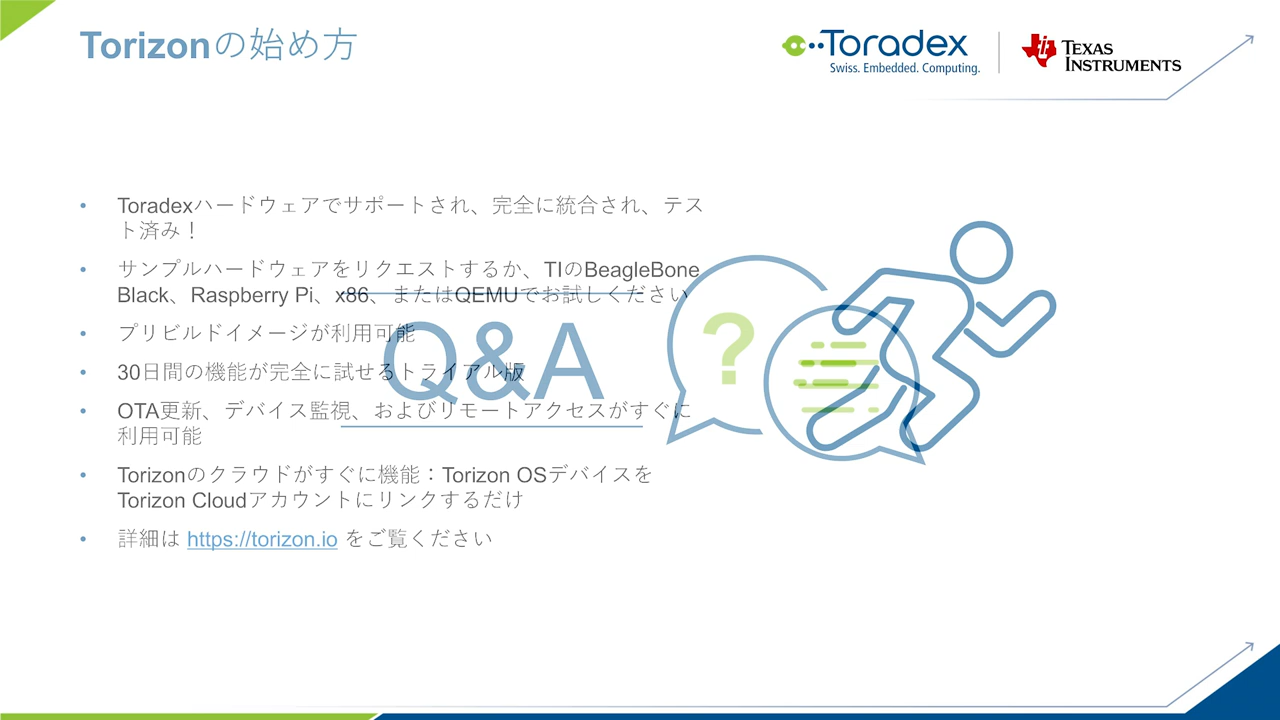 Torizonの始め方
Toradex
Swiss. Embedded. Computing.
TEXAS
INSTRUMENTS
• Toradexハードウェアでサポートされ、完全に統合され、テス
ト済み！
• サンプルハードウェアをリクエストするか、TIのBeagleBone
Black、Raspberry Pi、x86、またはQEMUでお試しください
• プリビルドイメージが利用可能
• 30日間の機能が完全に試せるトライアル版
• OTA更新、デバイス監視、およびリモートアクセスがすぐに
利用可能
• Torizonのクラウドがすぐに機能：Torizon OSデバイスを
Torizon Cloudアカウントにリンクするだけ
• 詳細は https://torizon.io をご覧ください
Q&A
?